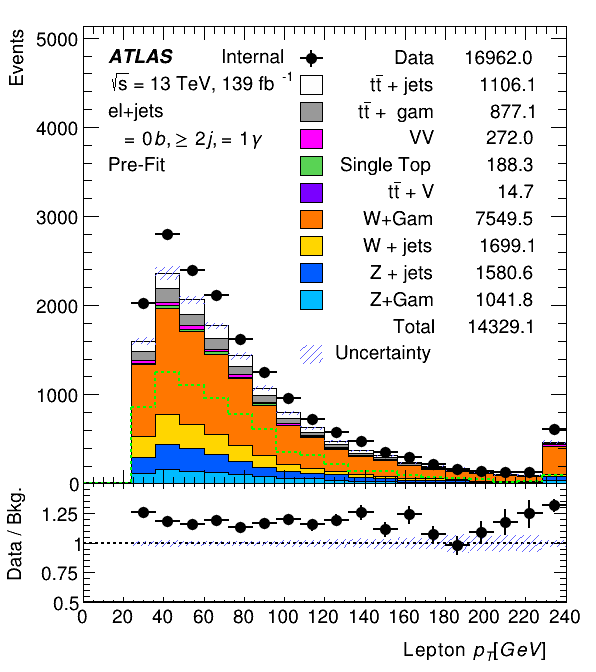 Events
5000
4000
3000
2000
1000
0
ATLAS Internal
√s = 13 TeV, 139 fb⁻¹
el+jets
= 0b, ≥ 2j, = 1γ
Pre-Fit
Data 16962.0
tt̄ + jets 1106.1
tt̄ + gam 877.1
VV 272.0
Single Top 188.3
tt̄ + V 14.7
W+Gam 7549.5
W + jets 1699.1
Z + jets 1580.6
Z+Gam 1041.8
Total 14329.1
Uncertainty
Data / Bkg.
1.25
1
0.75
0.5
0 20 40 60 80 100 120 140 160 180 200 220 240
Lepton p_T[GeV]